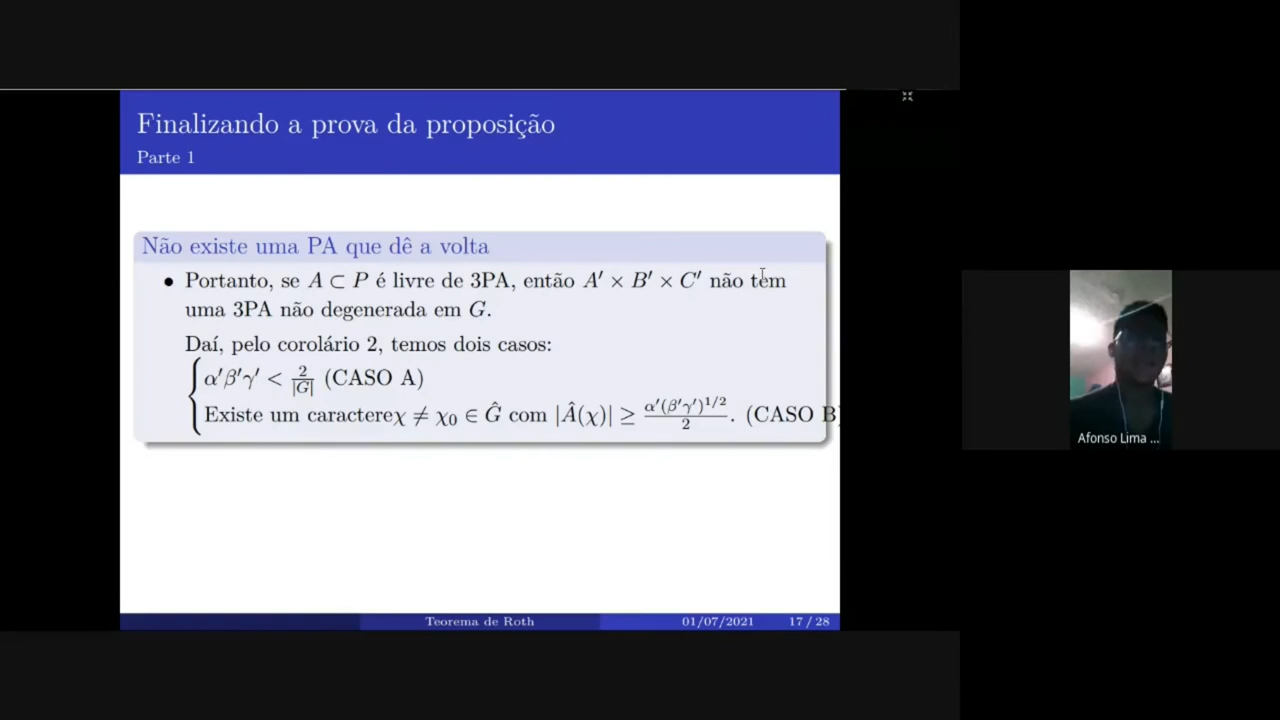 Finalizando a prova da proposição
Parte 1
Não existe uma PA que dê a volta
• Portanto, se A ⊂ P é livre de 3PA, então A′ × B′ × C′ não têm
uma 3PA não degenerada em G.
Daí, pelo corolário 2, temos dois casos:
α′β′γ′ < 2/|G| (CASO A)
Existe um caractereχ ≠ χ₀ ∈ Ĝ com |Â(χ)| ≥ α′(β′γ′)^{1/2}/2. (CASO B)
Afonso Lima ...
Teorema de Roth 01/07/2021 17 / 28